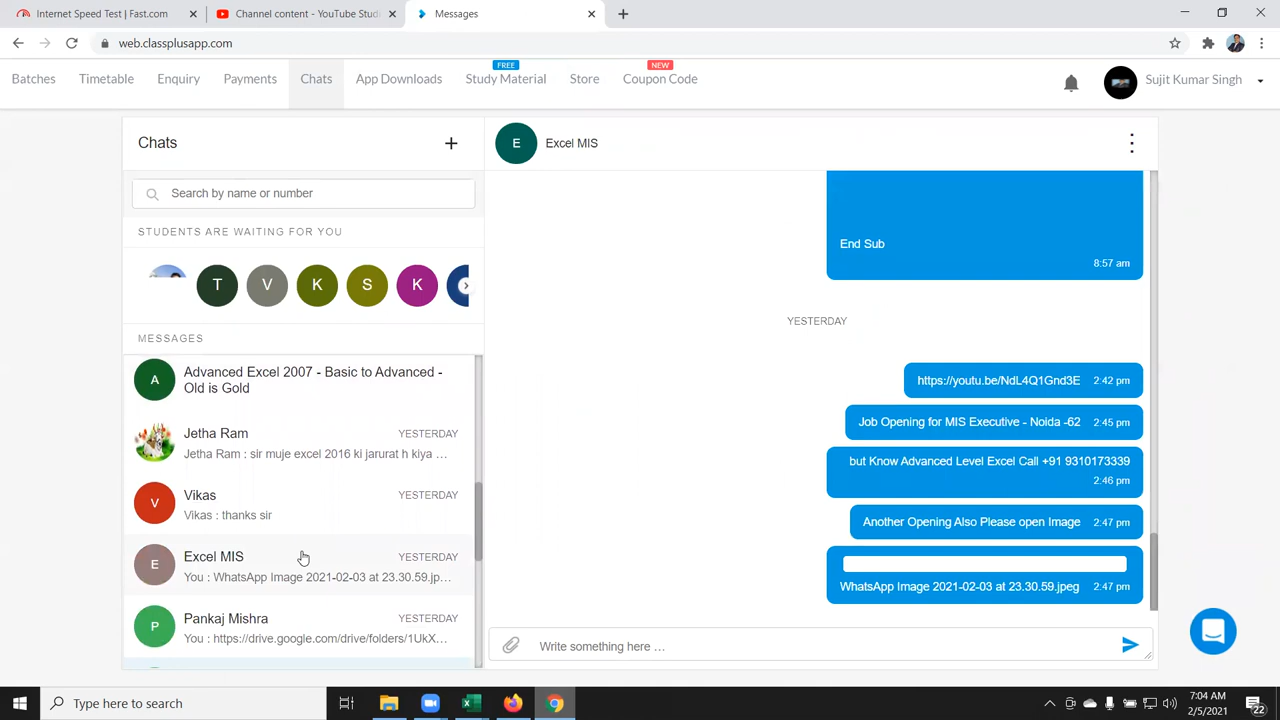 Internet Speed Test | Fast.com
Channel content - YouTube Studi
Messages
web.classplusapp.com
FREE
NEW
Batches
Timetable
Enquiry
Payments
Chats
App Downloads
Study Material
Store
Coupon Code
Sujit Kumar Singh
Chats
E
Excel MIS
Search by name or number
STUDENTS ARE WAITING FOR YOU
T
V
K
S
K
MESSAGES
A
Advanced Excel 2007 - Basic to Advanced -
Old is Gold
Jetha Ram
YESTERDAY
Jetha Ram : sir muje excel 2016 ki jarurat h kiya …
V
Vikas
YESTERDAY
Vikas : thanks sir
E
Excel MIS
YESTERDAY
You : WhatsApp Image 2021-02-03 at 23.30.59.jp…
P
Pankaj Mishra
YESTERDAY
You : https://drive.google.com/drive/folders/1UkX…
End Sub
8:57 am
YESTERDAY
https://youtu.be/NdL4Q1Gnd3E 2:42 pm
Job Opening for MIS Executive - Noida -62 2:45 pm
but Know Advanced Level Excel Call +91 9310173339
2:46 pm
Another Opening Also Please open Image 2:47 pm
WhatsApp Image 2021-02-03 at 23.30.59.jpeg 2:47 pm
Write something here …
Type here to search
7:04 AM
2/5/2021
22